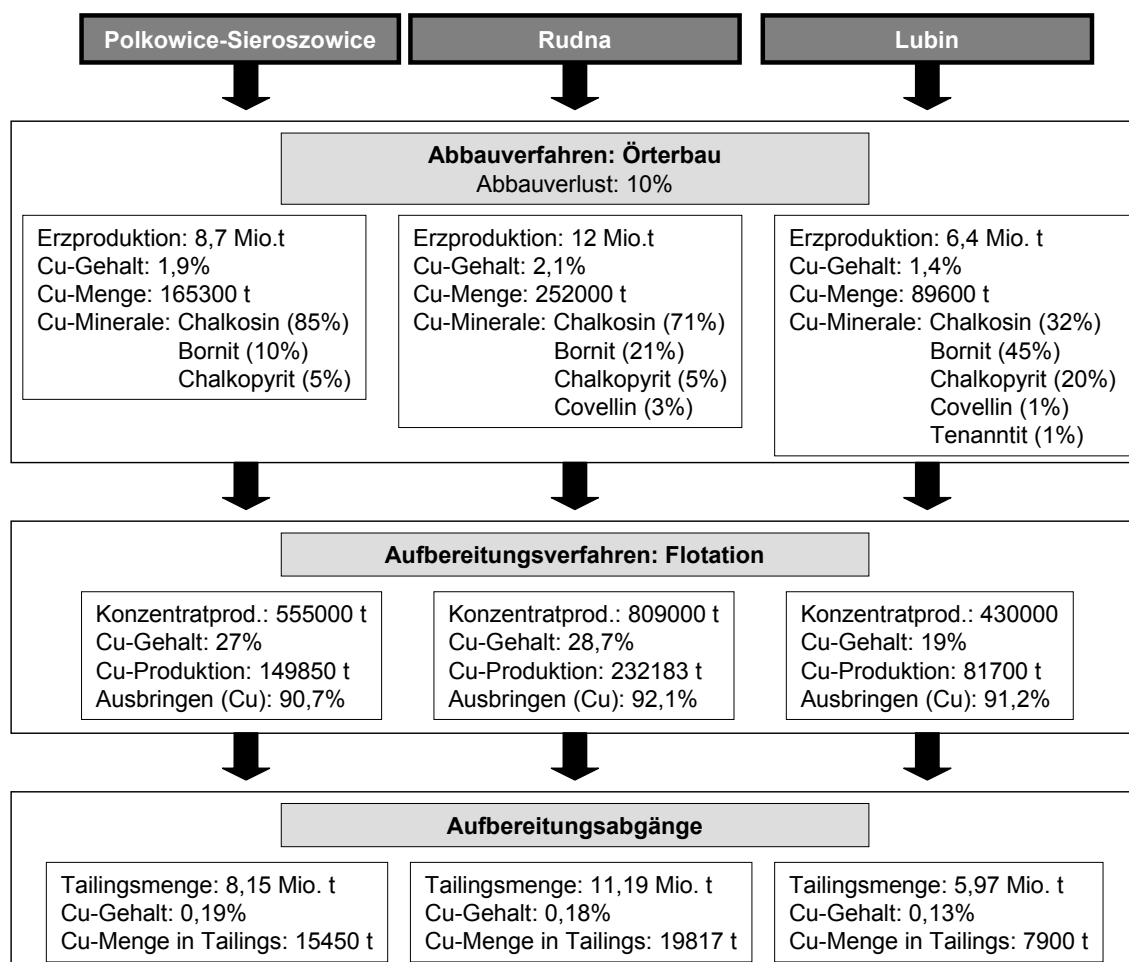 Polkowice-Sieroszowice
Rudna
Lubin
Abbauverfahren: Örterbau
Abbauverlust: 10%
Erzproduktion: 8,7 Mio.t
Cu-Gehalt: 1,9%
Cu-Menge: 165300 t
Cu-Minerale: Chalkosin (85%)
Bornit (10%)
Chalkopyrit (5%)
Erzproduktion: 12 Mio.t
Cu-Gehalt: 2,1%
Cu-Menge: 252000 t
Cu-Minerale: Chalkosin (71%)
Bornit (21%)
Chalkopyrit (5%)
Covellin (3%)
Erzproduktion: 6,4 Mio. t
Cu-Gehalt: 1,4%
Cu-Menge: 89600 t
Cu-Minerale: Chalkosin (32%)
Bornit (45%)
Chalkopyrit (20%)
Covellin (1%)
Tenanntit (1%)
Aufbereitungsverfahren: Flotation
Konzentratprod.: 555000 t
Cu-Gehalt: 27%
Cu-Produktion: 149850 t
Ausbringen (Cu): 90,7%
Konzentratprod.: 809000 t
Cu-Gehalt: 28,7%
Cu-Produktion: 232183 t
Ausbringen (Cu): 92,1%
Konzentratprod.: 430000
Cu-Gehalt: 19%
Cu-Produktion: 81700 t
Ausbringen (Cu): 91,2%
Aufbereitungsabgänge
Tailingsmenge: 8,15 Mio. t
Cu-Gehalt: 0,19%
Cu-Menge in Tailings: 15450 t
Tailingsmenge: 11,19 Mio. t
Cu-Gehalt: 0,18%
Cu-Menge in Tailings: 19817 t
Tailingsmenge: 5,97 Mio. t
Cu-Gehalt: 0,13%
Cu-Menge in Tailings: 7900 t